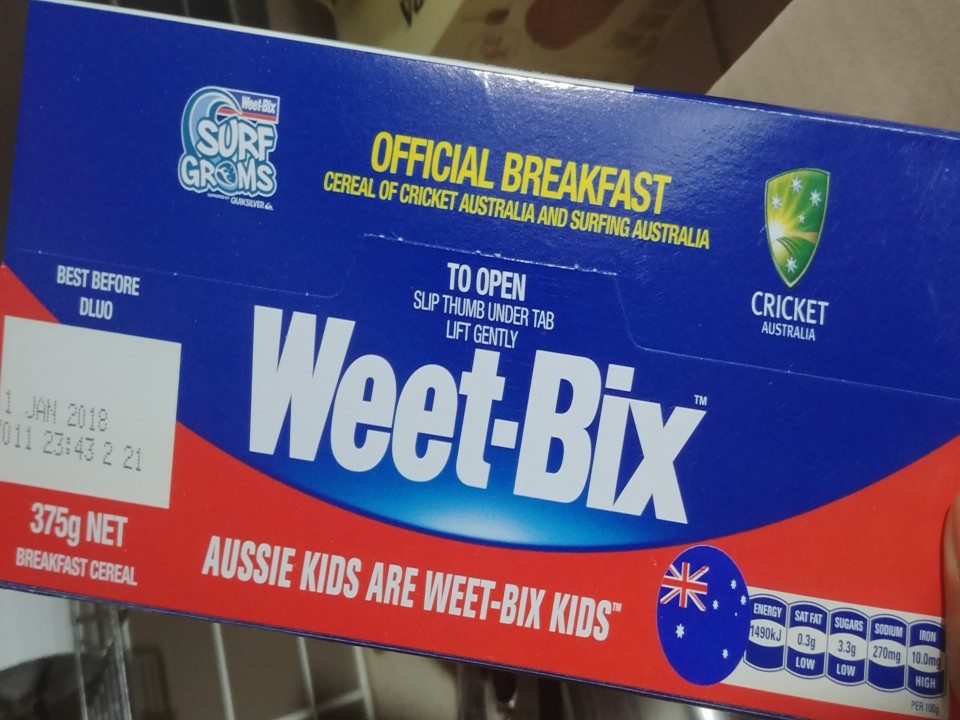 Weet-Bix
SURF
GROMS
QUIKSILVER
OFFICIAL BREAKFAST
CEREAL OF CRICKET AUSTRALIA AND SURFING AUSTRALIA
CRICKET
AUSTRALIA
BEST BEFORE
DLUO
TO OPEN
SLIP THUMB UNDER TAB
LIFT GENTLY
Weet-Bix™
1 JAN 2018
011 23:43 2 21
375g NET
BREAKFAST CEREAL
AUSSIE KIDS ARE WEET-BIX KIDS™
ENERGY
1490kJ
SAT FAT
0.3g
LOW
SUGARS
3.3g
LOW
SODIUM
270mg
IRON
10.0mg
HIGH
PER 100g